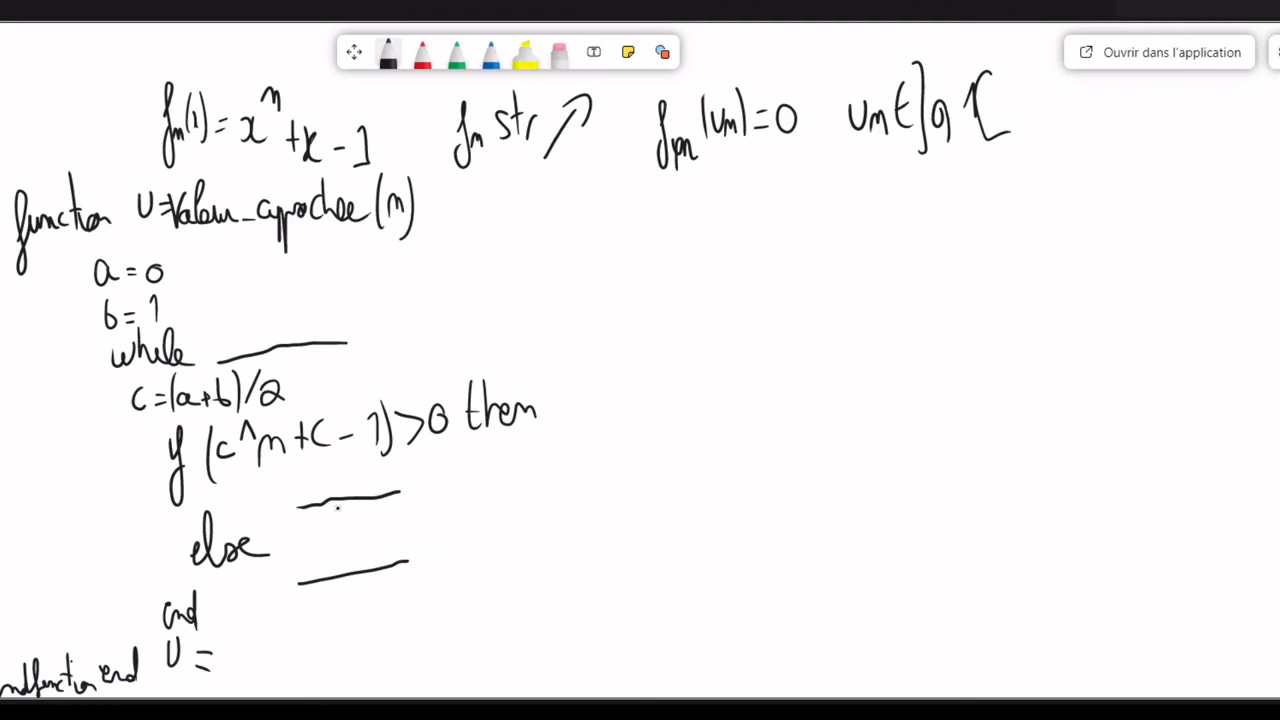 Ouvrir dans l'application
fn(1) = x^n + x - 1 fn str ↗ fn(un) = 0 un ∈ ]0 1[
function u=valeur_approchee(n)
a = 0
b = 1
while
c = (a+b)/2
if (c^n+c-1)>0 then
else
end
u =
end
endfunction